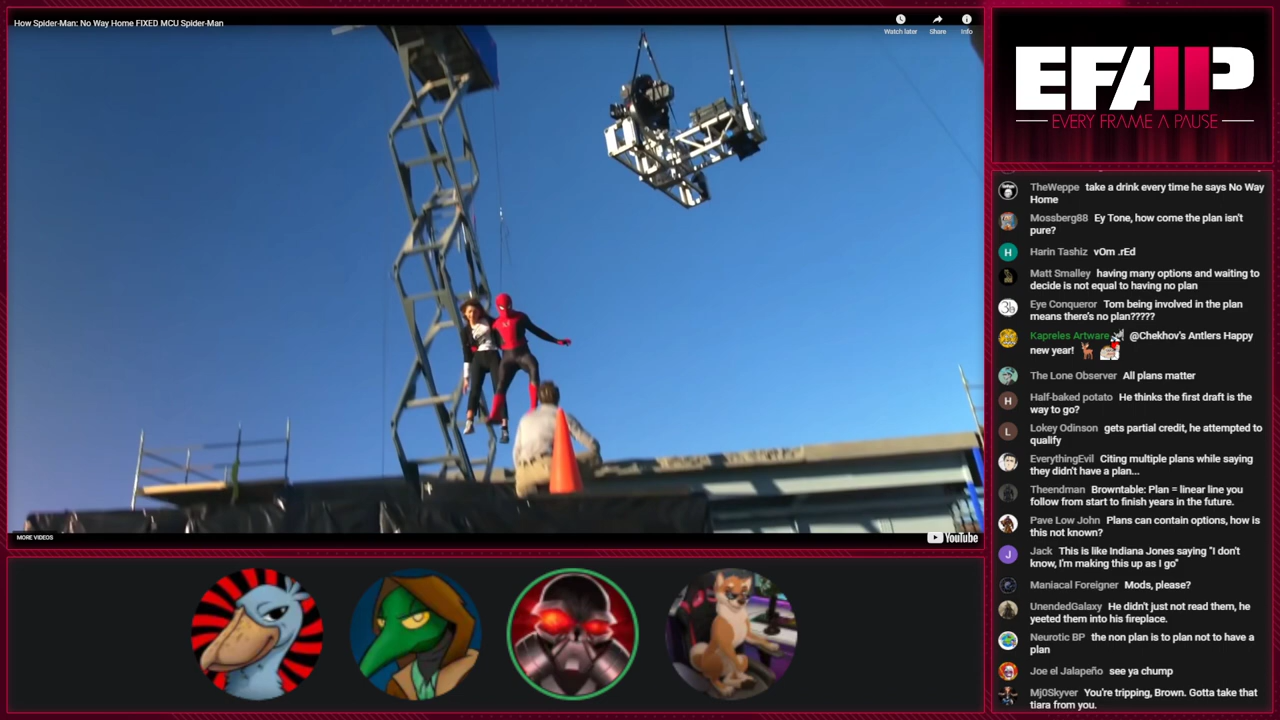 How Spider-Man: No Way Home FIXED MCU Spider-Man
Watch later
Share
Info
MORE VIDEOS
YouTube
EFAP
EVERY FRAME A PAUSE
TheWeppe take a drink every time he says No Way
Home
Mossberg88 Ey Tone, how come the plan isn't
pure?
H
Harin Tashiz vOm .rEd
Matt Smalley having many options and waiting to
decide is not equal to having no plan
Eye Conqueror Tom being involved in the plan
means there's no plan?????
Kapreles Artware @Chekhov's Antlers Happy
new year!
The Lone Observer All plans matter
H
Half-baked potato He thinks the first draft is the
way to go?
L
Lokey Odinson gets partial credit, he attempted to
qualify
EverythingEvil Citing multiple plans while saying
they didn't have a plan...
Theendman Browntable: Plan = linear line you
follow from start to finish years in the future.
Pave Low John Plans can contain options, how is
this not known?
J
Jack This is like Indiana Jones saying "I don't
know, I'm making this up as I go"
Maniacal Foreigner Mods, please?
UnendedGalaxy He didn't just not read them, he
yeeted them into his fireplace.
Neurotic BP the non plan is to plan not to have a
plan
Joe el Jalapeño see ya chump
Mj0Skyver You're tripping, Brown. Gotta take that
tiara from you.